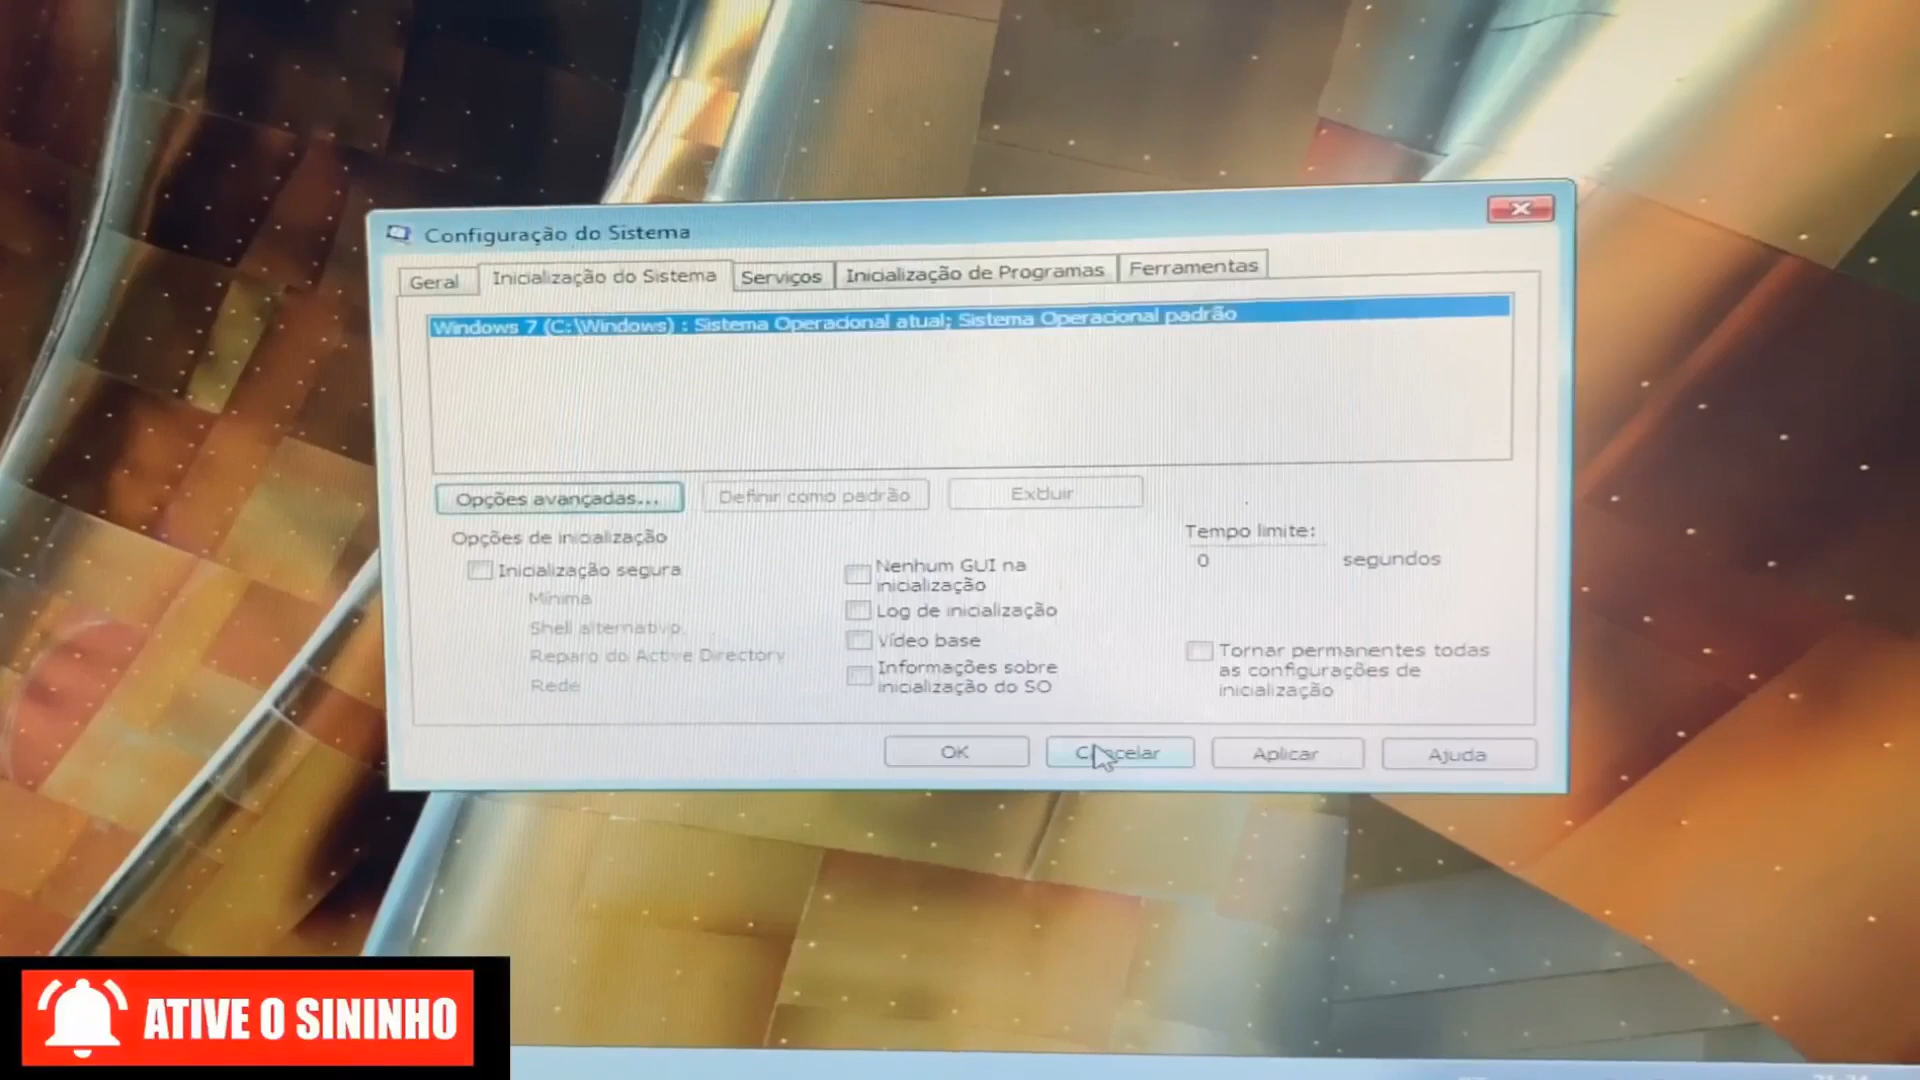 Configuração do Sistema
Geral
Inicialização do Sistema
Serviços
Inicialização de Programas
Ferramentas
Windows 7 (C:\Windows) : Sistema Operacional atual; Sistema Operacional padrão
Opções avançadas...
Definir como padrão
Excluir
Opções de inicialização
Inicialização segura
Mínima
Shell alternativo.
Reparo do Active Directory
Rede
Nenhum GUI na
inicialização
Log de inicialização
Vídeo base
Informações sobre
inicialização do SO
Tempo limite:
0 segundos
Tornar permanentes todas
as configurações de
inicialização
OK
Cancelar
Aplicar
Ajuda
ATIVE O SININHO